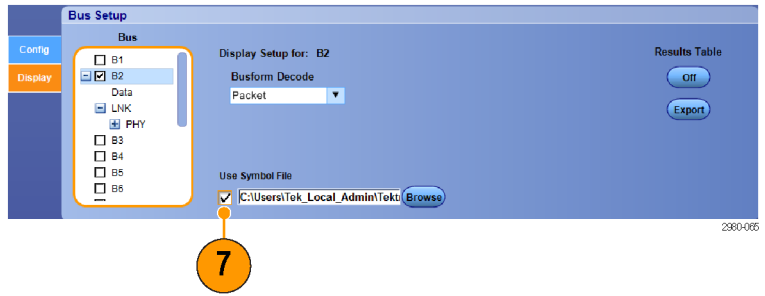 Bus Setup
Config
Display
Bus
B1
B2
Data
LNK
PHY
B3
B4
B5
B6
Display Setup for: B2
Busform Decode
Packet
Use Symbol File
C:\Users\Tek_Local_Admin\Tekt
Browse
Results Table
Off
Export
7
2980-065